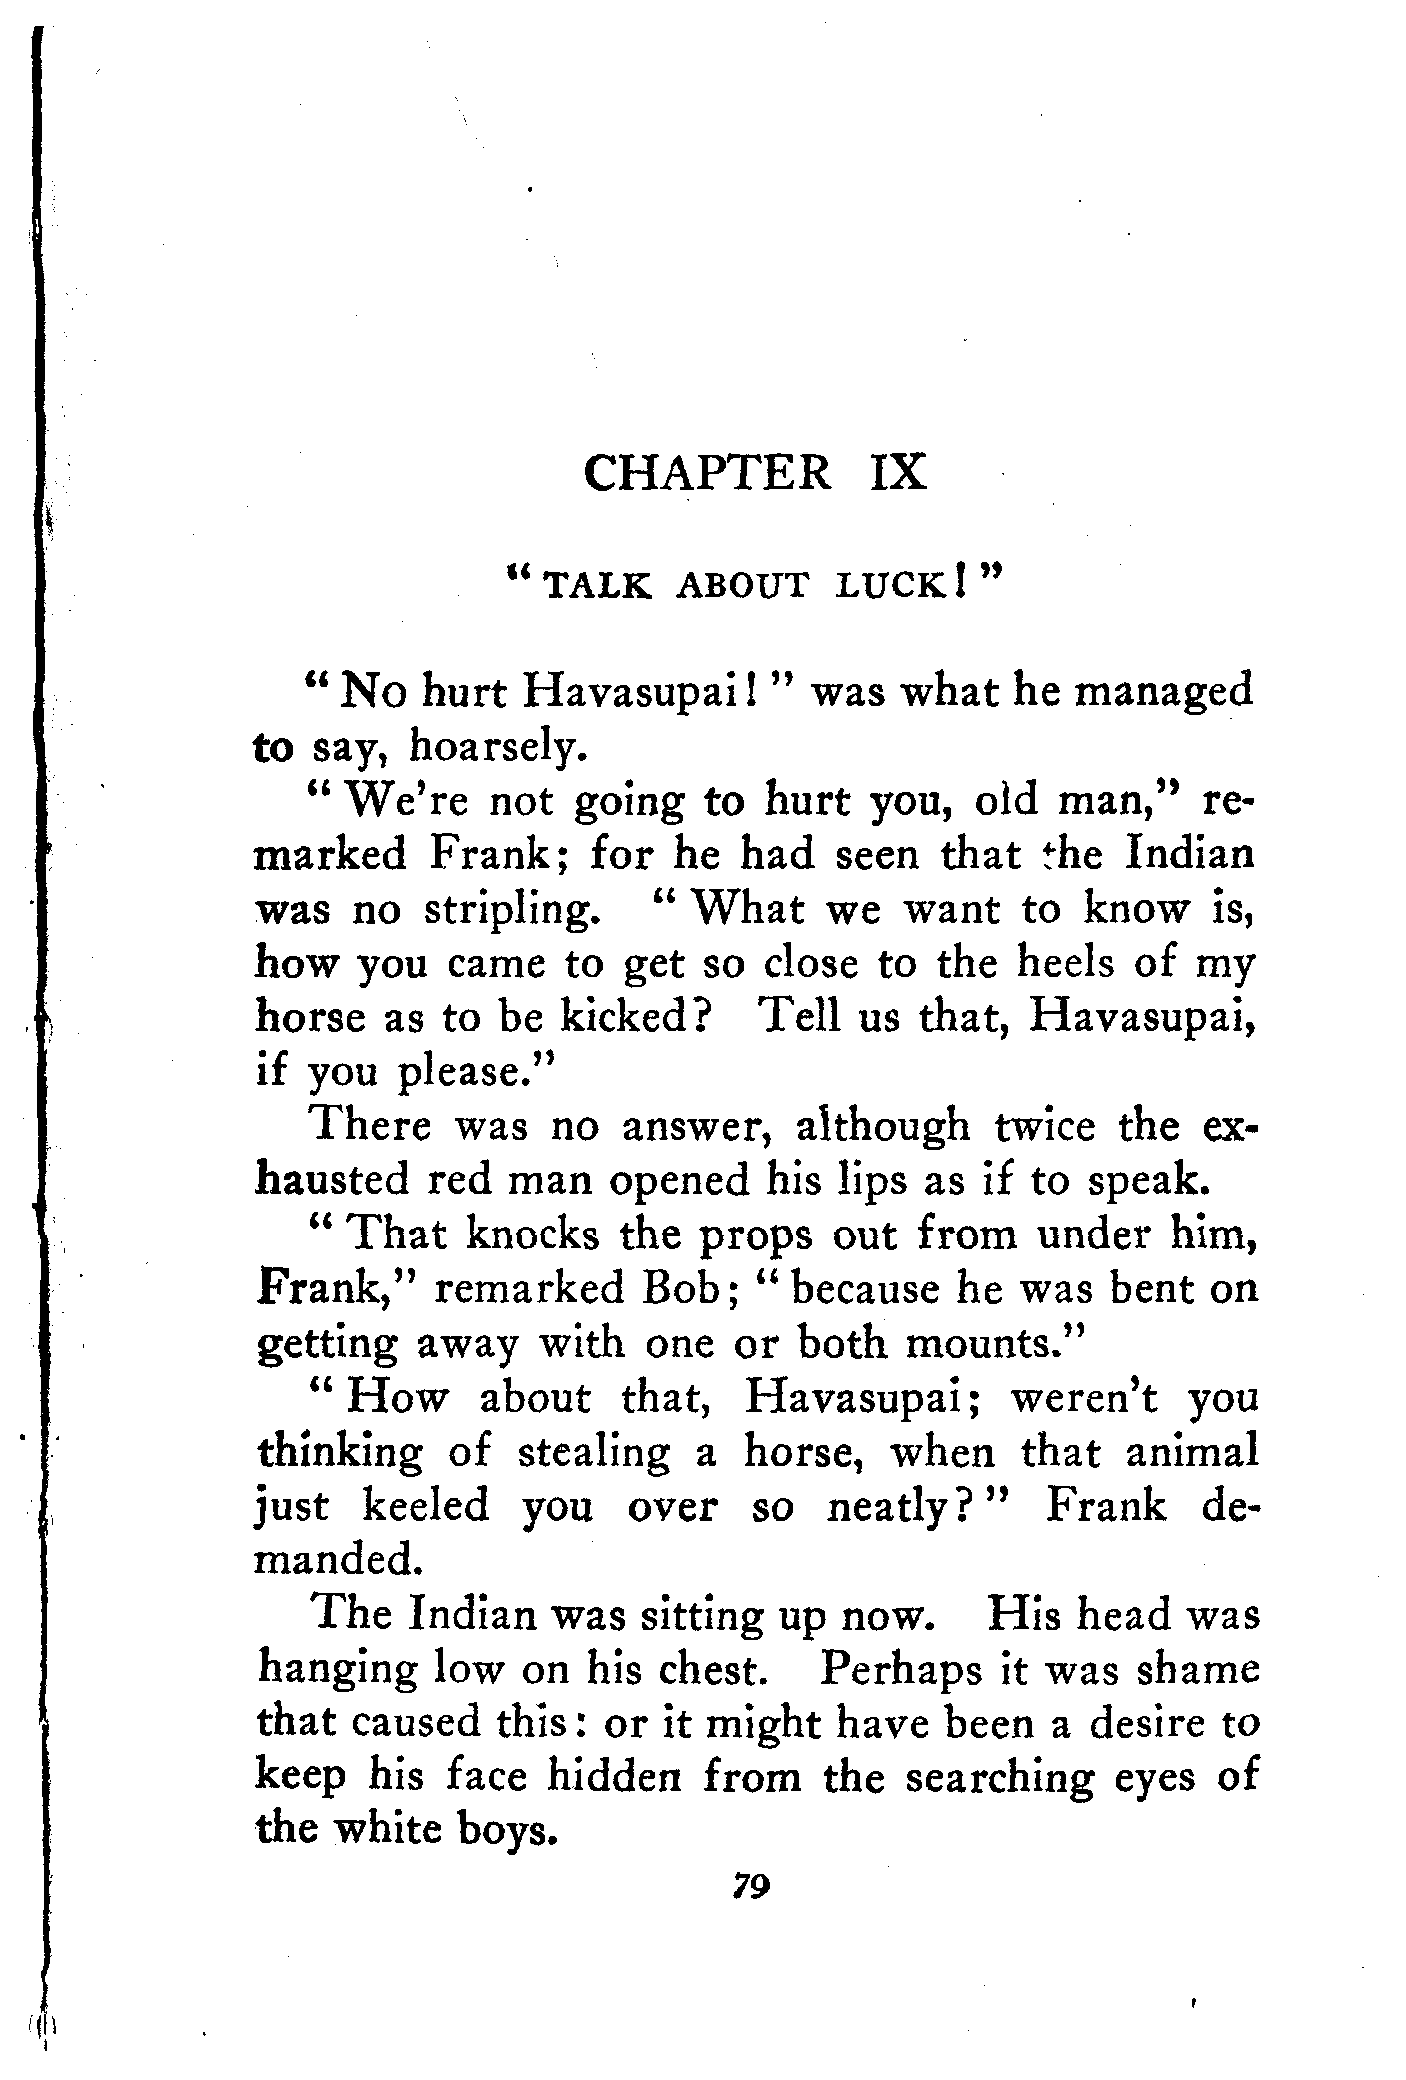 CHAPTER IX
“ TALK ABOUT LUCK! ”
“ No hurt Havasupai! ” was what he managed
to say, hoarsely.
“ We’re not going to hurt you, old man,” re-
marked Frank; for he had seen that the Indian
was no stripling. “ What we want to know is,
how you came to get so close to the heels of my
horse as to be kicked? Tell us that, Havasupai,
if you please.”
There was no answer, although twice the ex-
hausted red man opened his lips as if to speak.
“ That knocks the props out from under him,
Frank,” remarked Bob; “ because he was bent on
getting away with one or both mounts.”
“ How about that, Havasupai; weren’t you
thinking of stealing a horse, when that animal
just keeled you over so neatly? ” Frank de-
manded.
The Indian was sitting up now. His head was
hanging low on his chest. Perhaps it was shame
that caused this: or it might have been a desire to
keep his face hidden from the searching eyes of
the white boys.
79